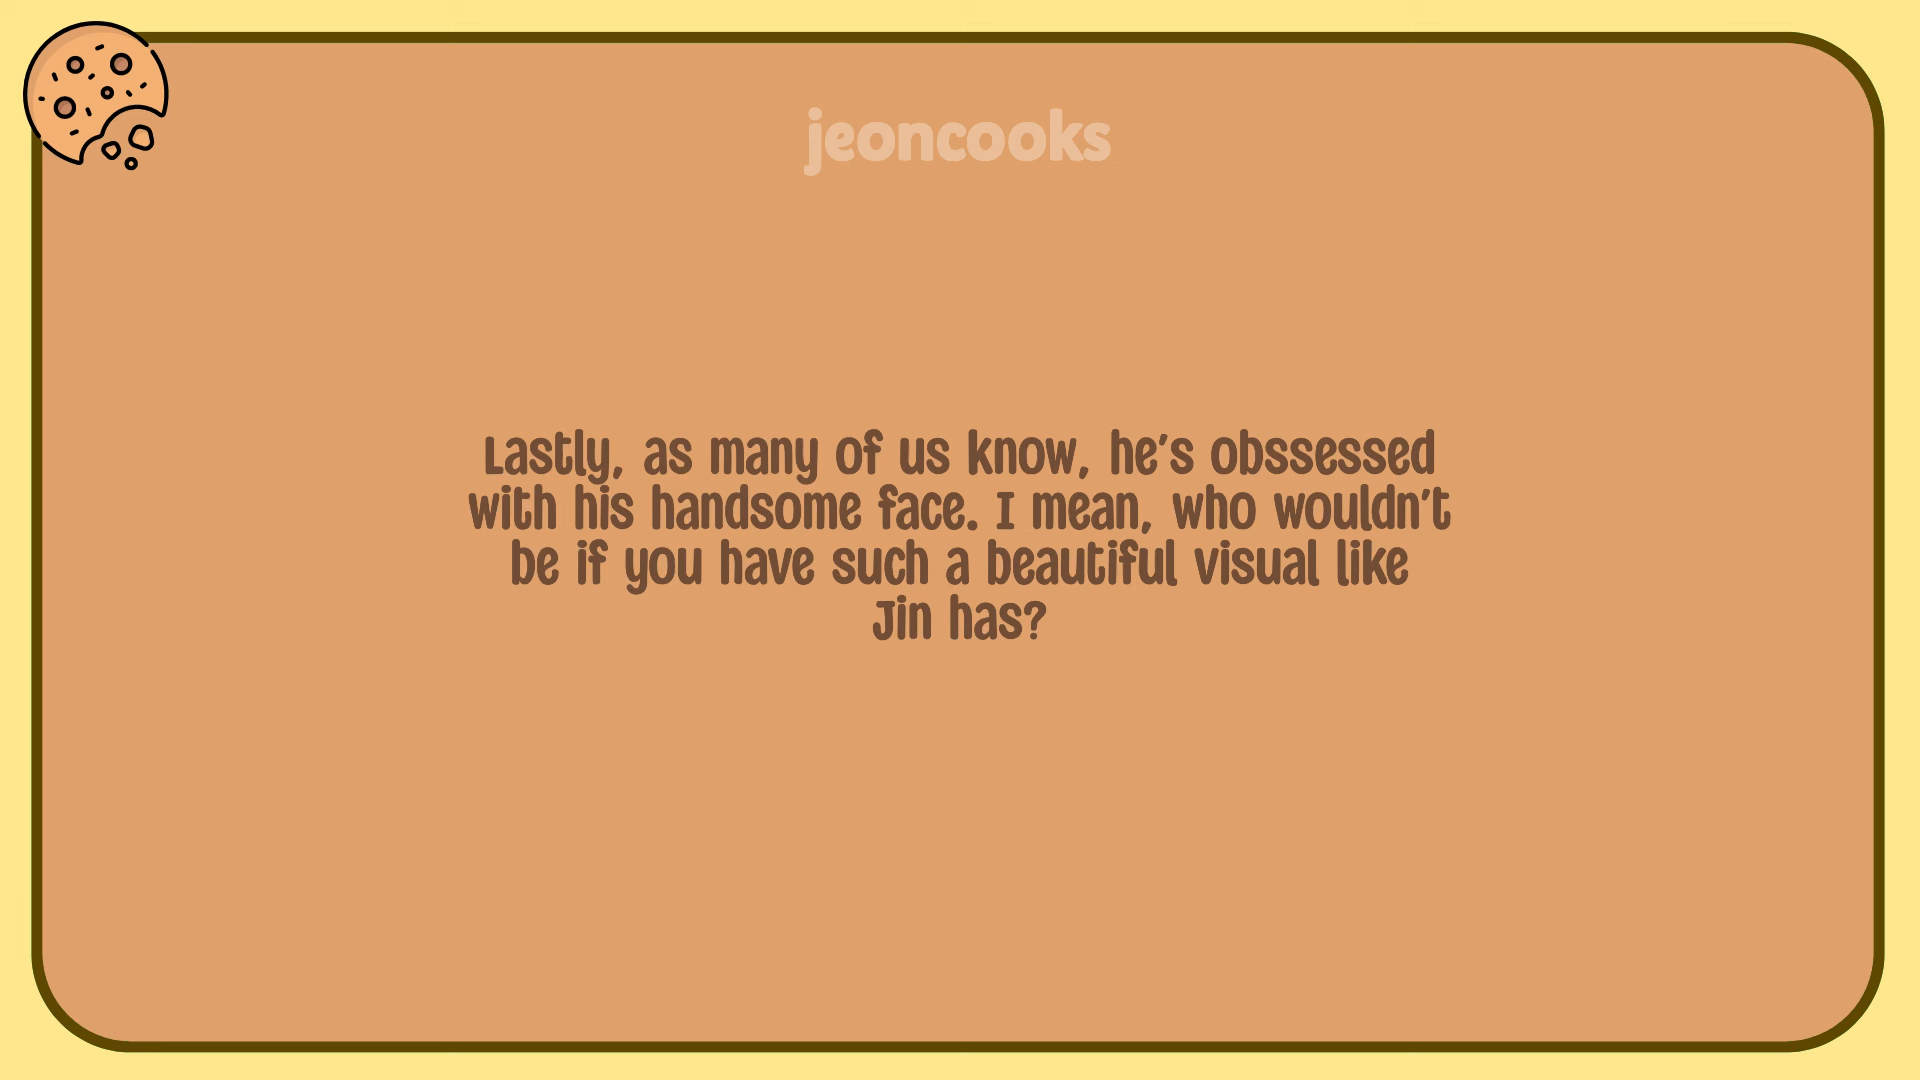 jeoncooks
Lastly, as many of us know, he's obssessed
with his handsome face. I mean, who wouldn't
be if you have such a beautiful visual like
Jin has?